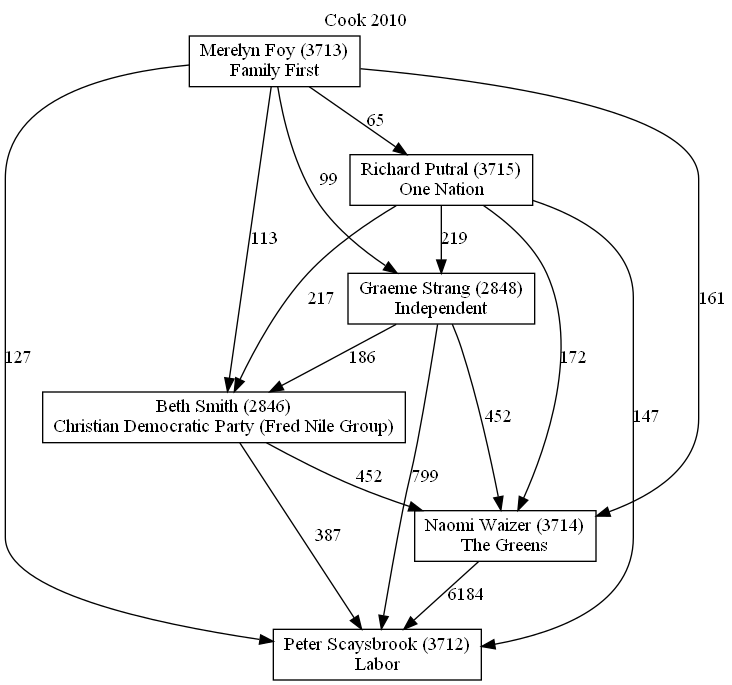 Cook 2010
Merelyn Foy (3713)
Family First
65
Richard Putral (3715)
One Nation
99
113
219
217
Graeme Strang (2848)
Independent
161
127
186
172
Beth Smith (2846)
Christian Democratic Party (Fred Nile Group)
452
147
452
799
387
Naomi Waizer (3714)
The Greens
6184
Peter Scaysbrook (3712)
Labor